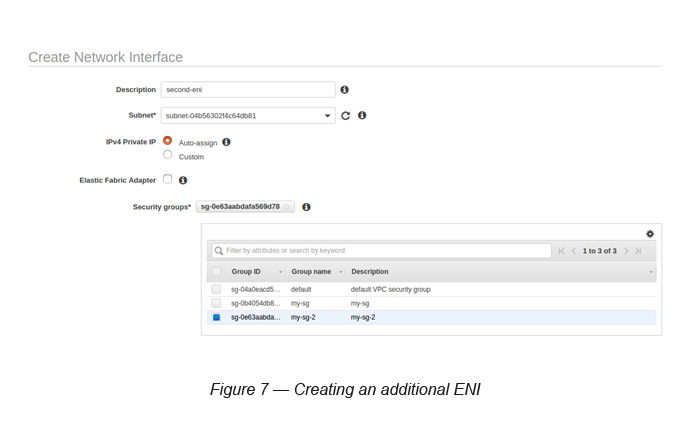 Create Network Interface
Description second-eni
Subnet* subnet-04b56302f4c64db81
IPv4 Private IP Auto-assign
Custom
Elastic Fabric Adapter
Security groups* sg-0e63aabdafa569d78
Filter by attributes or search by keyword 1 to 3 of 3
Group ID Group name Description
sg-04a0eacd5... default default VPC security group
sg-0b4054db8... my-sg my-sg
sg-0e63aabda... my-sg-2 my-sg-2
Figure 7 — Creating an additional ENI